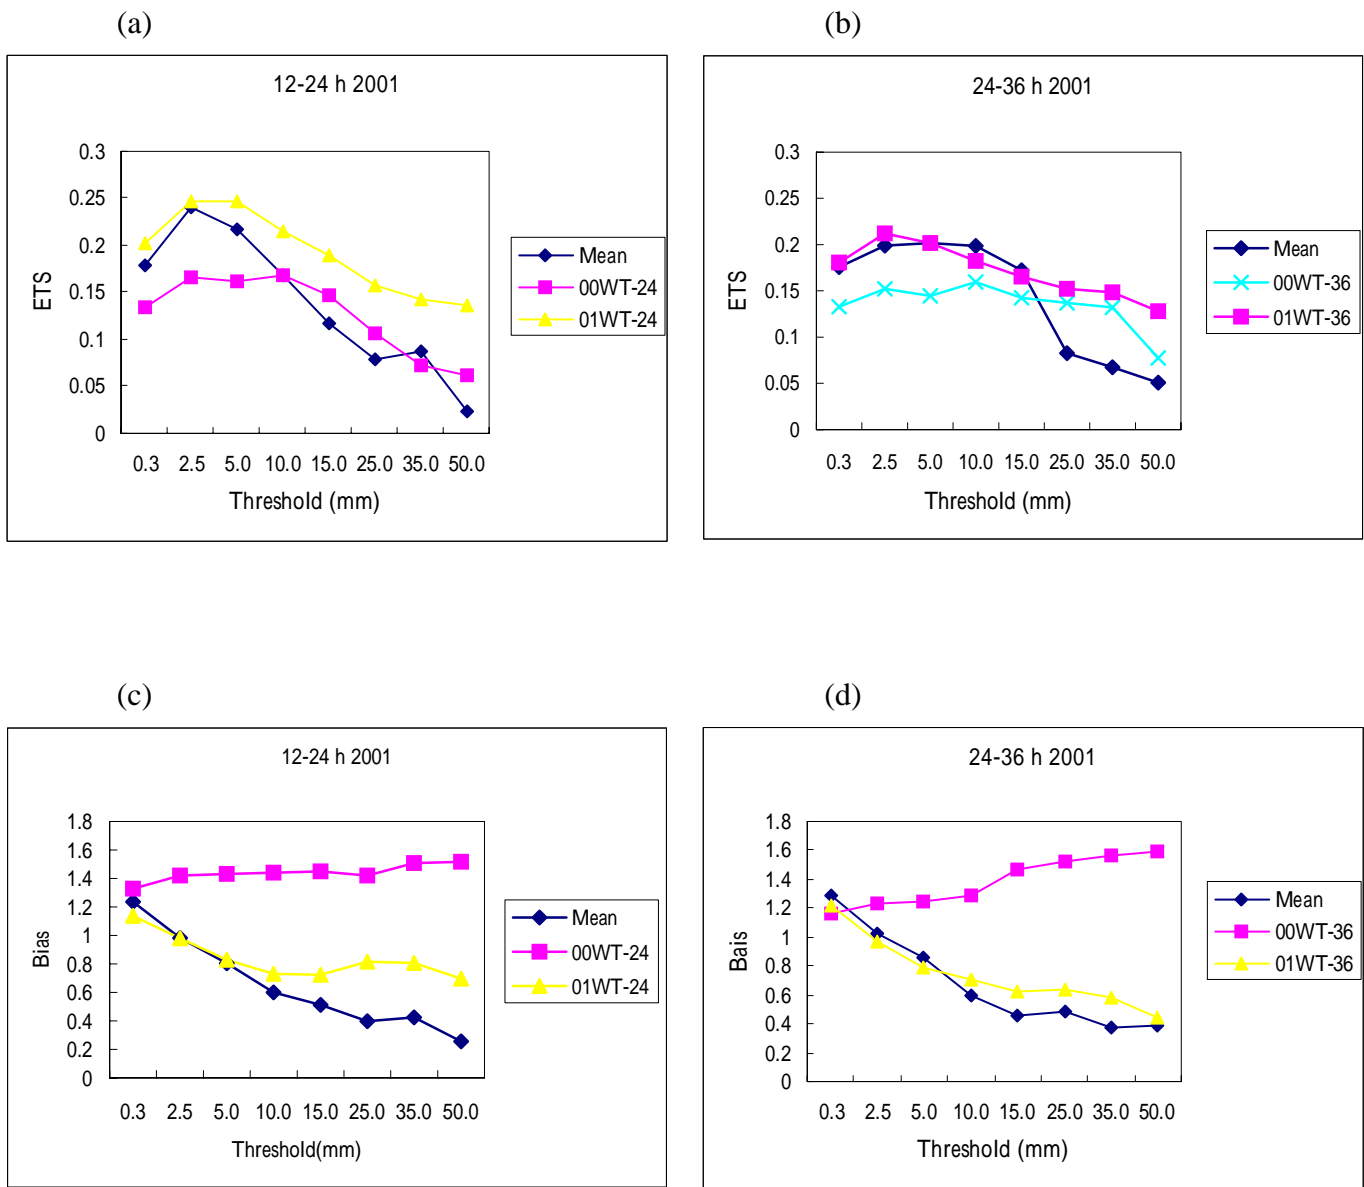 (a)
12-24 h 2001
ETS
0.3
0.25
0.2
0.15
0.1
0.05
0
0.3 2.5 5.0 10.0 15.0 25.0 35.0 50.0
Threshold (mm)
Mean
00WT-24
01WT-24
(b)
24-36 h 2001
ETS
0.3
0.25
0.2
0.15
0.1
0.05
0
0.3 2.5 5.0 10.0 15.0 25.0 35.0 50.0
Threshold (mm)
Mean
00WT-36
01WT-36
(c)
12-24 h 2001
Bias
1.8
1.6
1.4
1.2
1
0.8
0.6
0.4
0.2
0
0.3 2.5 5.0 10.0 15.0 25.0 35.0 50.0
Threshold(mm)
Mean
00WT-24
01WT-24
(d)
24-36 h 2001
Bais
1.8
1.6
1.4
1.2
1
0.8
0.6
0.4
0.2
0
0.3 2.5 5.0 10.0 15.0 25.0 35.0 50.0
Threshold (mm)
Mean
00WT-36
01WT-36